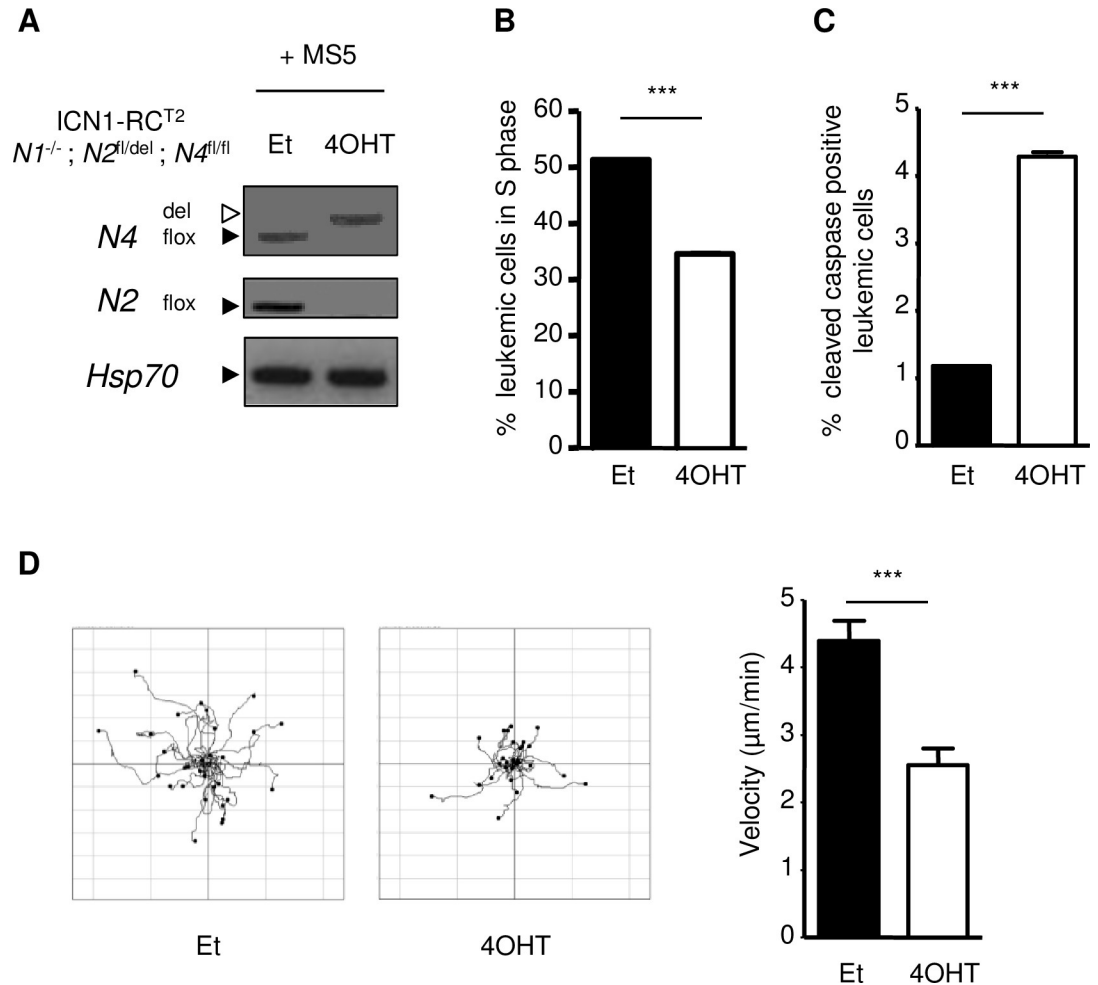 A
+ MS5
ICN1-RC^T2
N1-/- ; N2fl/del ; N4fl/fl
Et 4OHT
del
N4 flox
N2 flox
Hsp70
B
***
% leukemic cells in S phase
60
50
40
30
20
10
0
Et 4OHT
C
***
% cleaved caspase positive
leukemic cells
5
4
3
2
1
0
Et 4OHT
D
Et
4OHT
***
Velocity (µm/min)
5
4
3
2
1
0
Et 4OHT